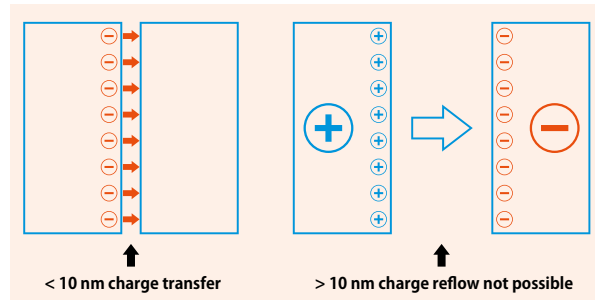 < 10 nm charge transfer
> 10 nm charge reflow not possible